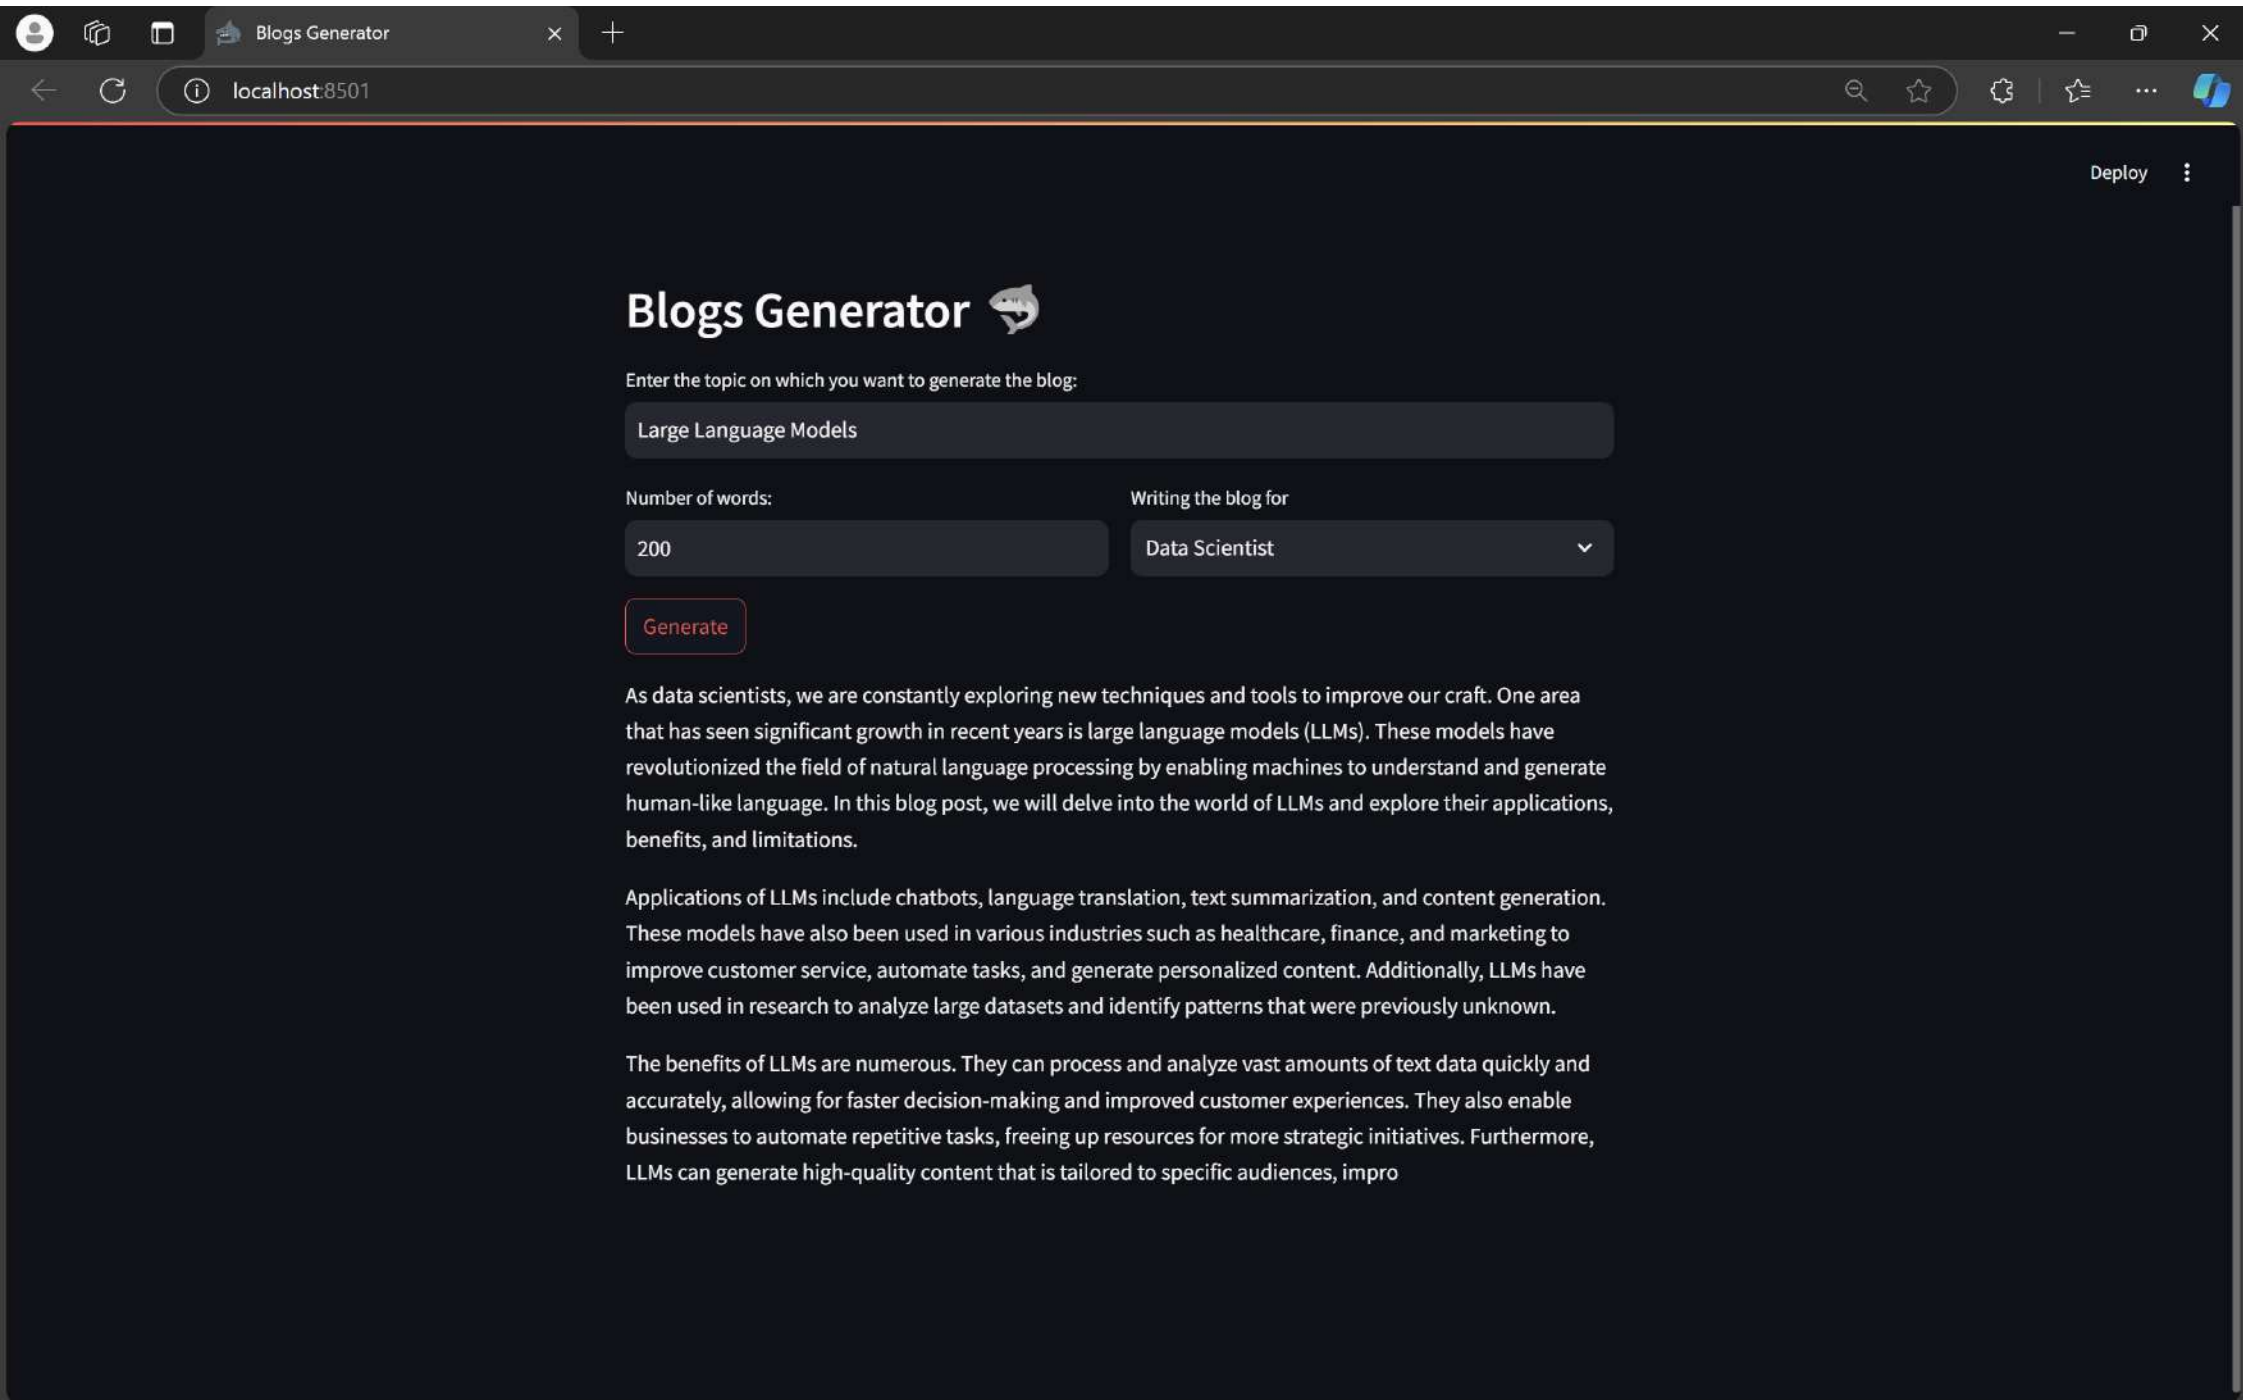 Blogs Generator
localhost:8501
Deploy
Blogs Generator
Enter the topic on which you want to generate the blog:
Large Language Models
Number of words:
Writing the blog for
200
Data Scientist
Generate
As data scientists, we are constantly exploring new techniques and tools to improve our craft. One area
that has seen significant growth in recent years is large language models (LLMs). These models have
revolutionized the field of natural language processing by enabling machines to understand and generate
human-like language. In this blog post, we will delve into the world of LLMs and explore their applications,
benefits, and limitations.
Applications of LLMs include chatbots, language translation, text summarization, and content generation.
These models have also been used in various industries such as healthcare, finance, and marketing to
improve customer service, automate tasks, and generate personalized content. Additionally, LLMs have
been used in research to analyze large datasets and identify patterns that were previously unknown.
The benefits of LLMs are numerous. They can process and analyze vast amounts of text data quickly and
accurately, allowing for faster decision-making and improved customer experiences. They also enable
businesses to automate repetitive tasks, freeing up resources for more strategic initiatives. Furthermore,
LLMs can generate high-quality content that is tailored to specific audiences, impro